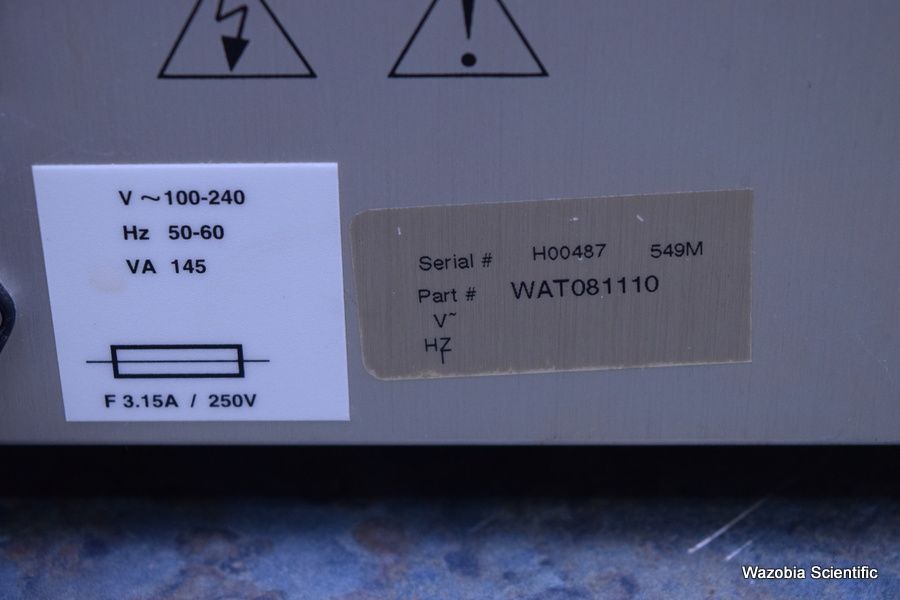 V ~ 100-240
Hz 50-60
VA 145
F 3.15A / 250V
Serial # H00487 549M
Part # WAT081110
V~
HZ
Wazobia Scientific